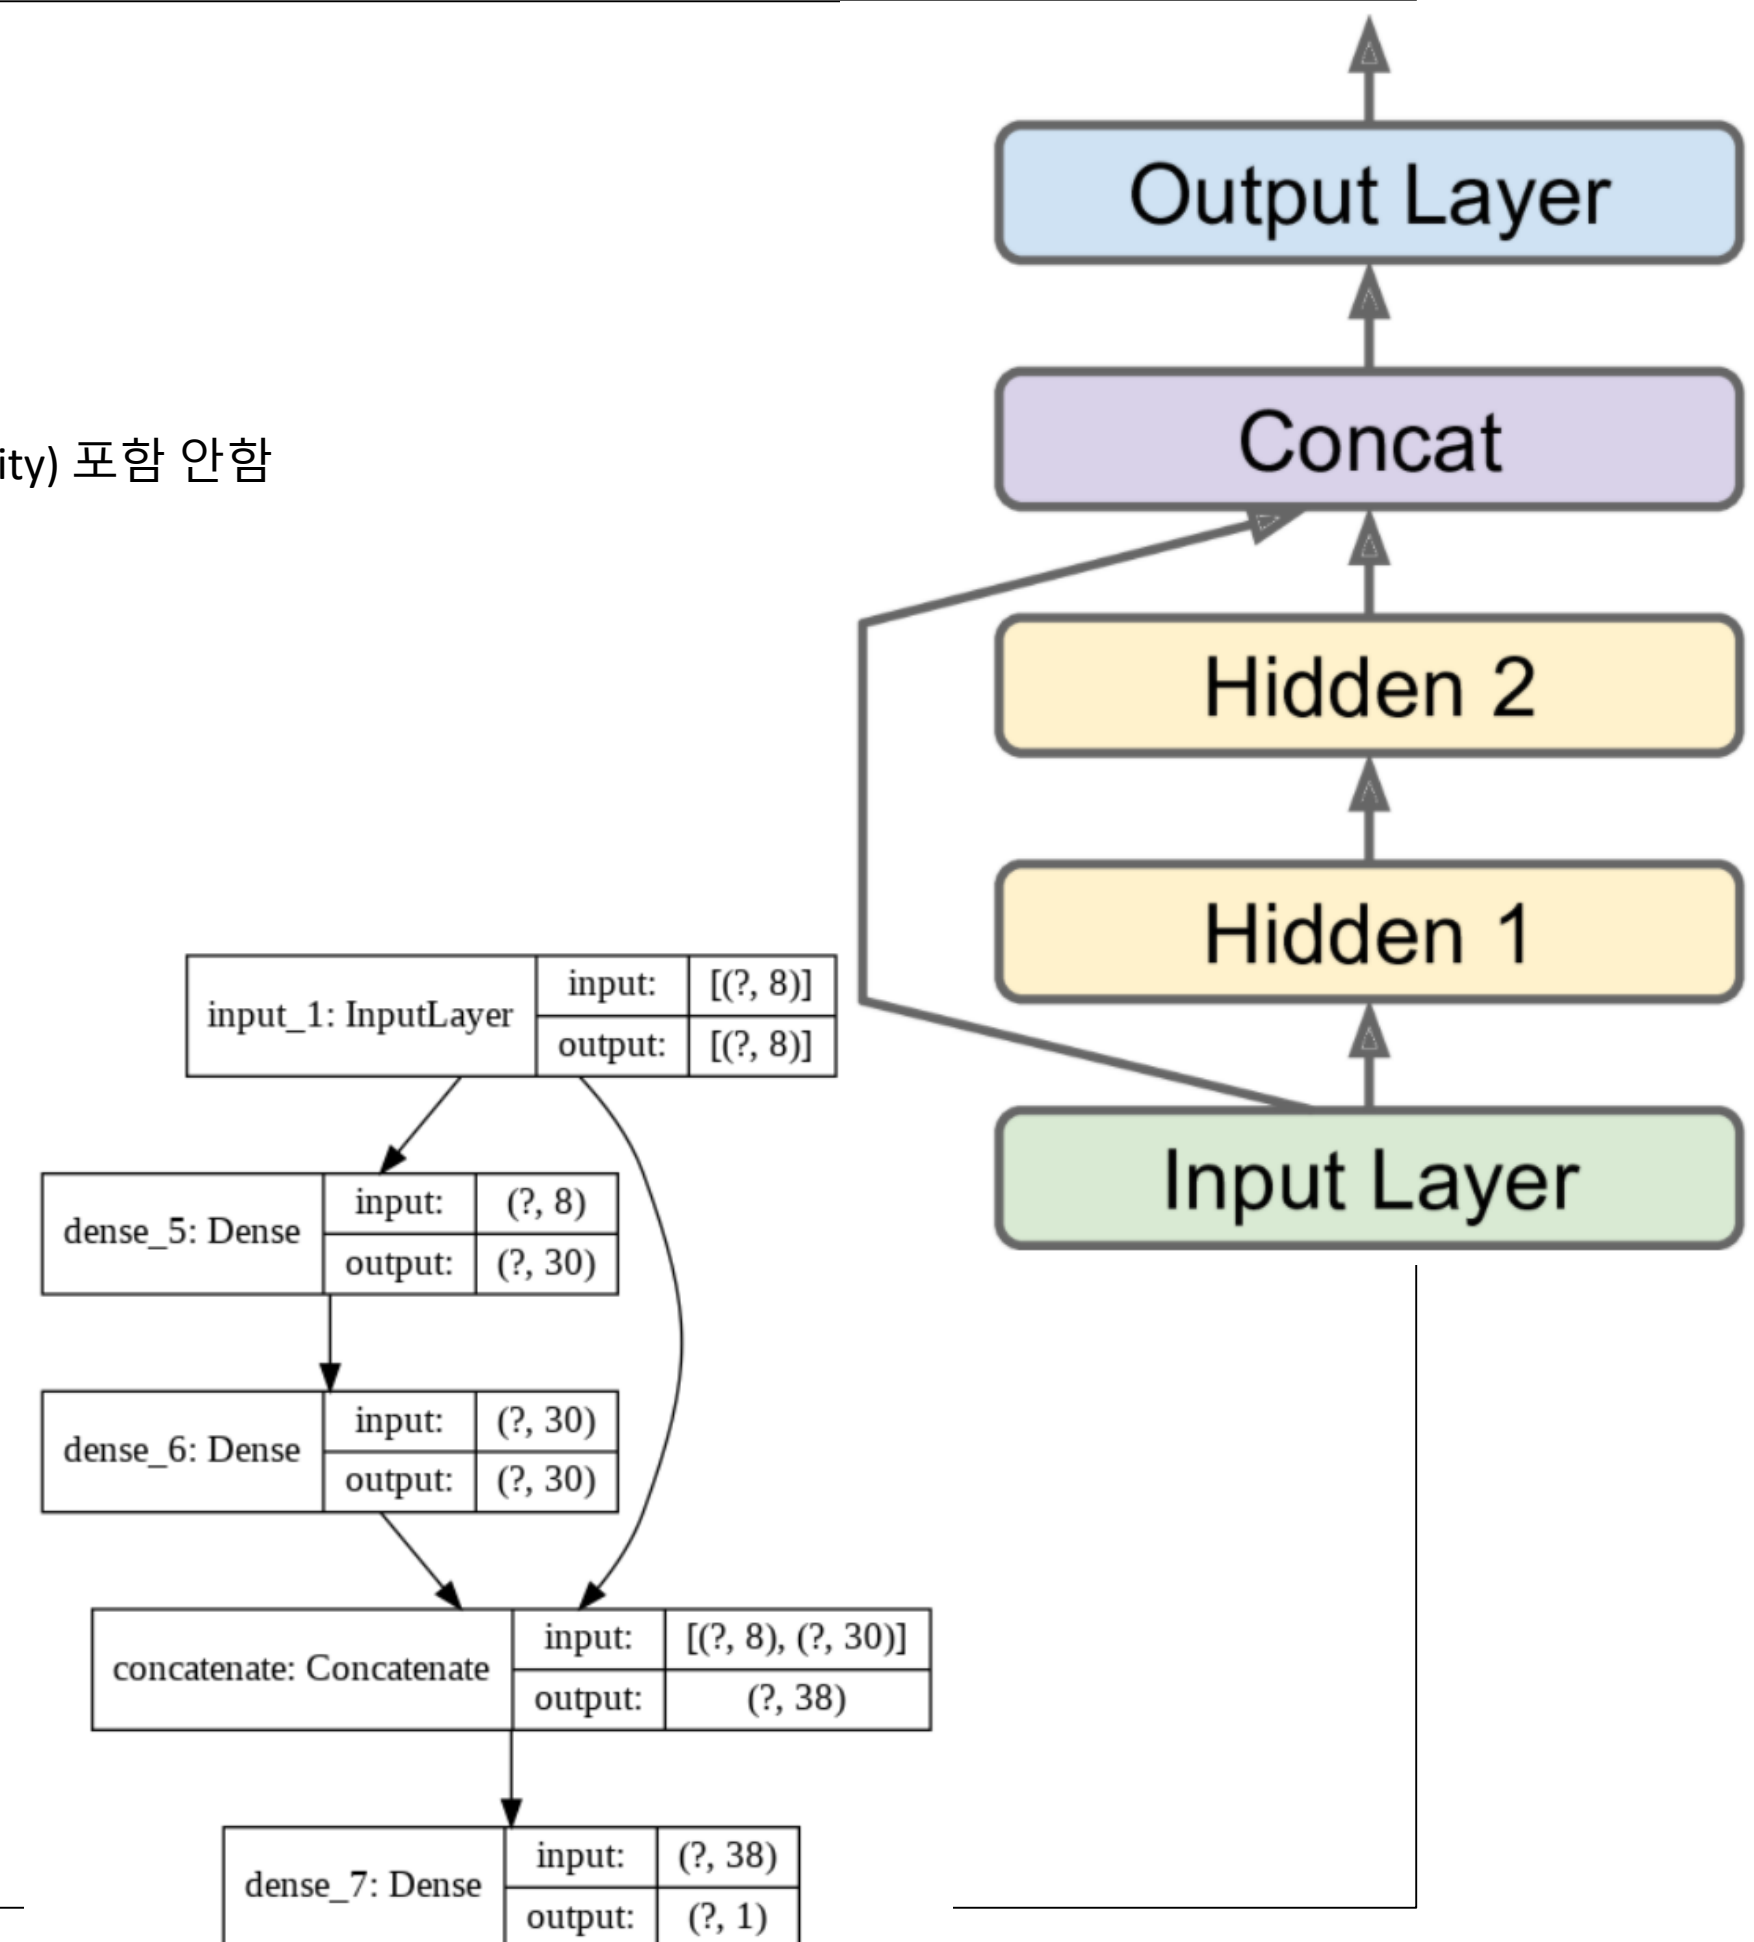 Output Layer
Concat
ity) 포함 안함
Hidden 2
Hidden 1
Input Layer
input_1: InputLayer
input: [(?, 8)]
output: [(?, 8)]
dense_5: Dense
input: (?, 8)
output: (?, 30)
dense_6: Dense
input: (?, 30)
output: (?, 30)
concatenate: Concatenate
input: [(?, 8), (?, 30)]
output: (?, 38)
dense_7: Dense
input: (?, 38)
output: (?, 1)